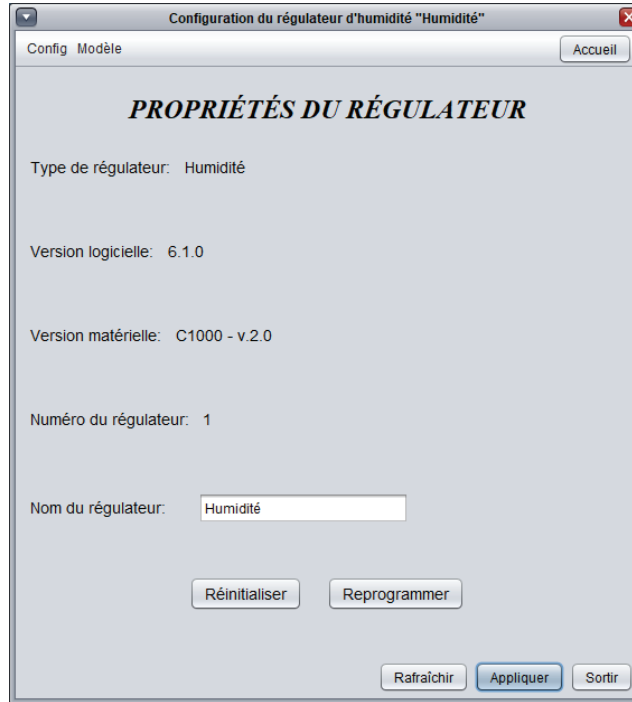 Configuration du régulateur d'humidité "Humidité"
Config Modèle Accueil
PROPRIÉTÉS DU RÉGULATEUR
Type de régulateur: Humidité
Version logicielle: 6.1.0
Version matérielle: C1000 - v.2.0
Numéro du régulateur: 1
Nom du régulateur: Humidité
Réinitialiser Reprogrammer
Rafraîchir Appliquer Sortir